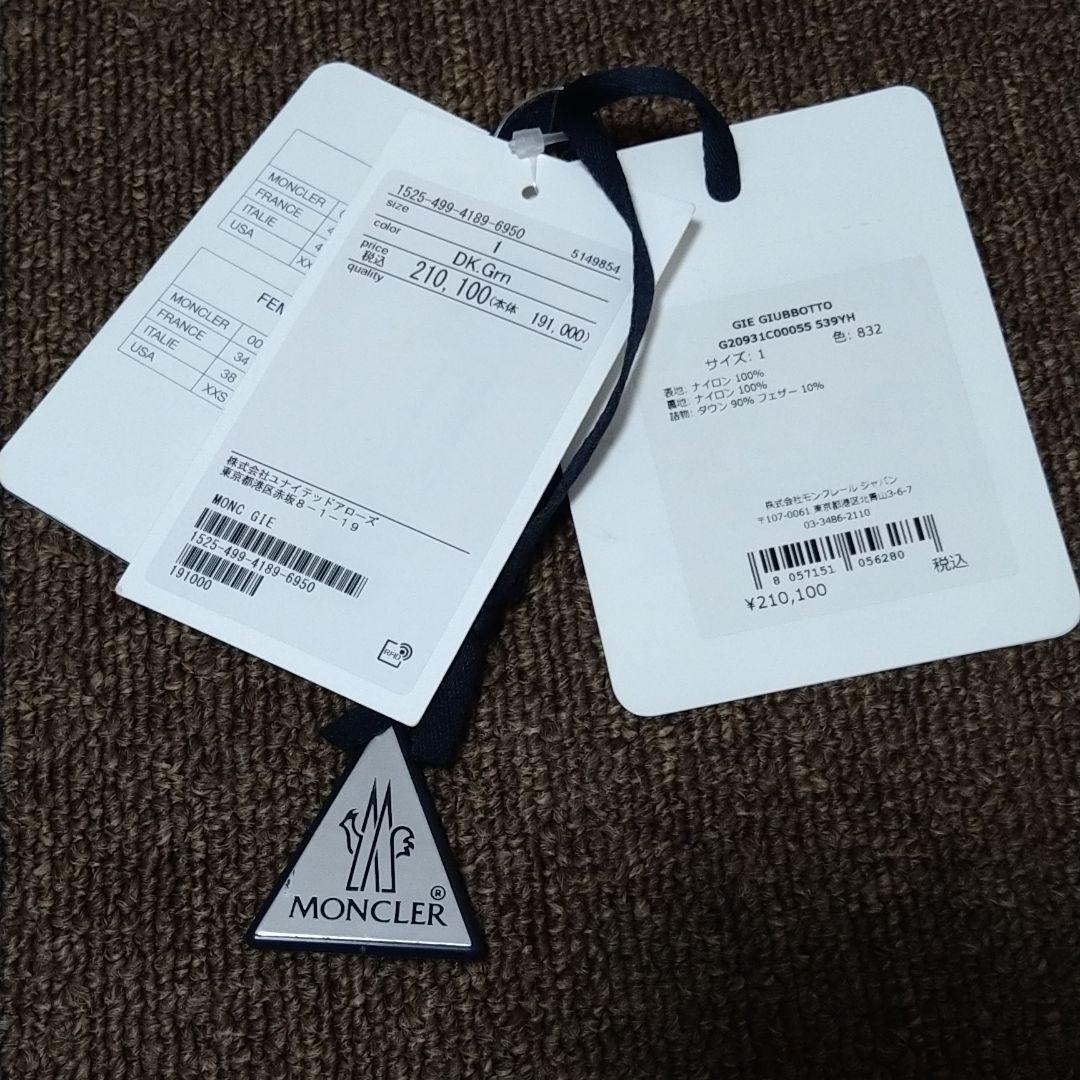 MONCLER
FRANCE
ITALIE
USA
MONCLER 00
FRANCE 34
ITALIE 38
USA XXS
1525-499-4189-6950
size 1 5149854
color DK.Grn
price
税込 210,100(本体 191,000)
quality
株式会社ユナイテッドアローズ
東京都港区赤坂8-1-19
MONC GIE
1525-499-4189-6950
191000
RFID
GIE GIUBBOTTO
G20931C00055 539YH
サイズ: 1 色: 832
表地: ナイロン 100%
裏地: ナイロン 100%
詰物: ダウン 90% フェザー 10%
株式会社モンクレール ジャパン
〒107-0061 東京都港区北青山3-6-7
03-3486-2110
8 057151 056280
¥210,100 税込
MONCLER®